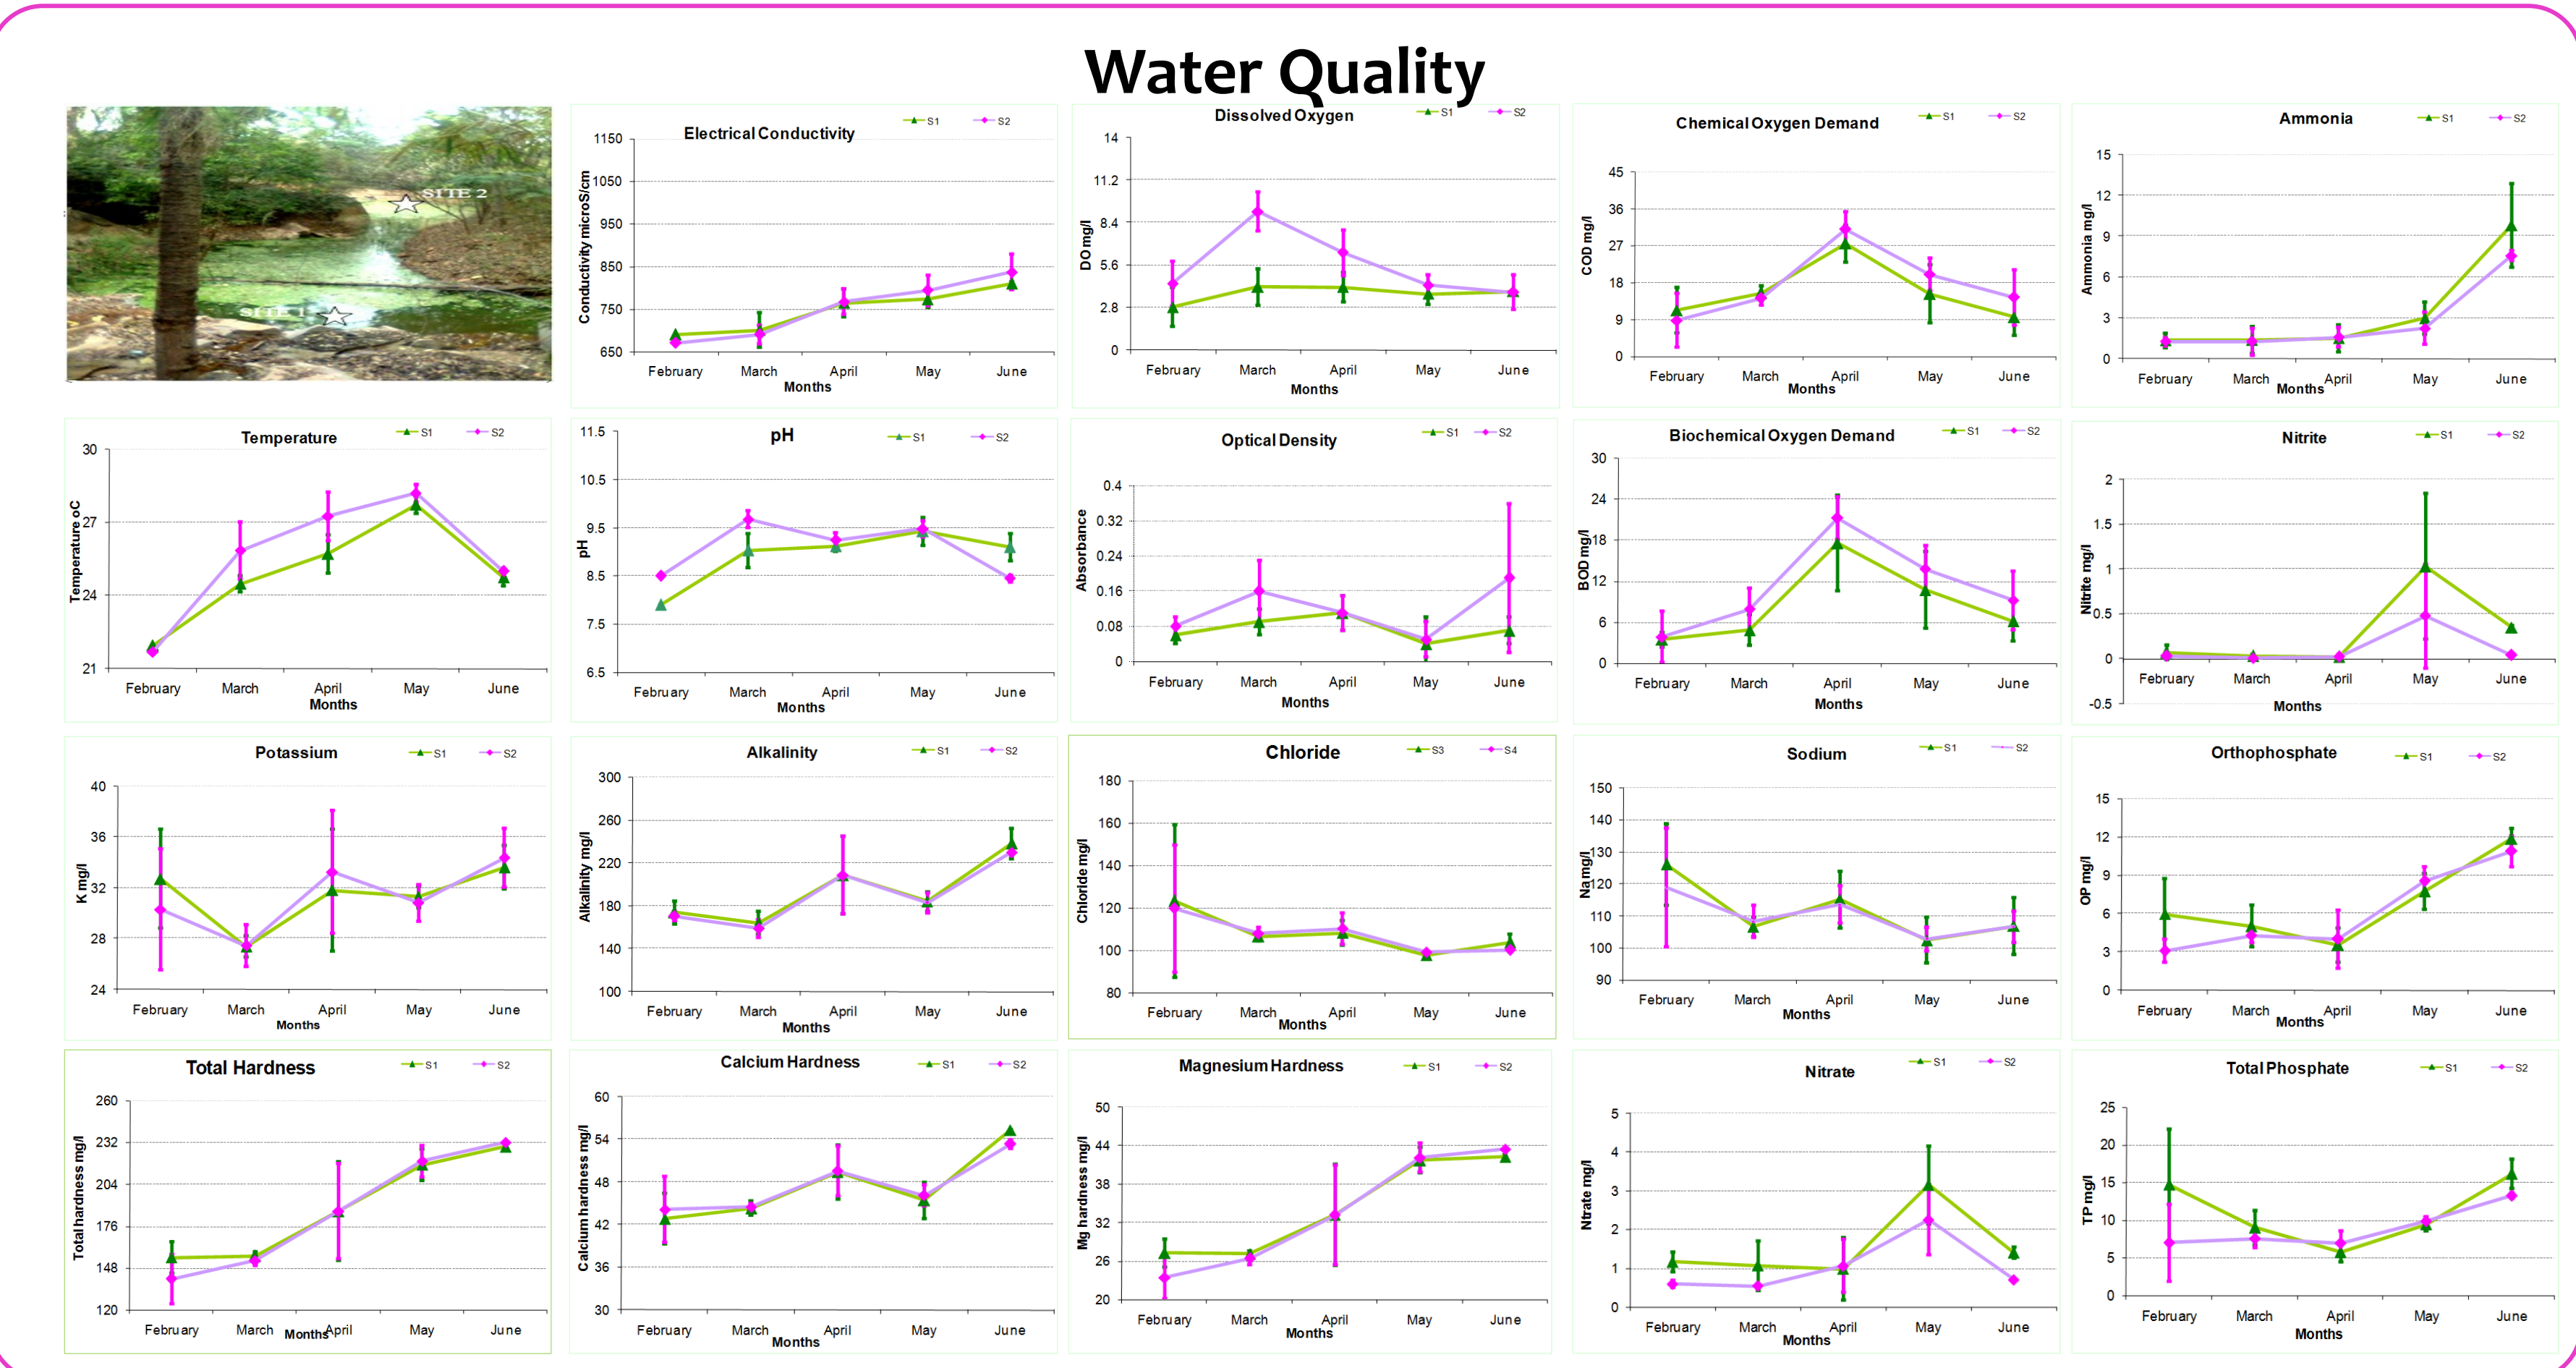 Water Quality
SITE 2
SITE 1
Electrical Conductivity
S1 S2
Conductivity microS/cm
1150
1050
950
850
750
650
February March April May June
Months
Dissolved Oxygen
S1 S2
DO mg/l
14
11.2
8.4
5.6
2.8
0
February March April May June
Months
Chemical Oxygen Demand
S1 S2
COD mg/l
45
36
27
18
9
0
February March April May June
Months
Ammonia
S1 S2
Ammonia mg/l
15
12
9
6
3
0
February March April May June
Months
Temperature
S1 S2
Temperature oC
30
27
24
21
February March April May June
Months
pH
S1 S2
pH
11.5
10.5
9.5
8.5
7.5
6.5
February March April May June
Months
Optical Density
S1 S2
Absorbance
0.4
0.32
0.24
0.16
0.08
0
February March April May June
Months
Biochemical Oxygen Demand
S1 S2
BOD mg/l
30
24
18
12
6
0
February March April May June
Months
Nitrite
S1 S2
Nitrite mg/l
2
1.5
1
0.5
0
-0.5
February March April May June
Months
Potassium
S1 S2
K mg/l
40
36
32
28
24
February March April May June
Months
Alkalinity
S1 S2
Alkalinity mg/l
300
260
220
180
140
100
February March April May June
Months
Chloride
S3 S4
Chloride mg/l
180
160
140
120
100
80
February March April May June
Months
Sodium
S1 S2
Na mg/l
150
140
130
120
110
100
90
February March April May June
Months
Orthophosphate
S1 S2
OP mg/l
15
12
9
6
3
0
February March April May June
Months
Total Hardness
S1 S2
Total hardness mg/l
260
232
204
176
148
120
February March April May June
Months
Calcium Hardness
S1 S2
Calcium hardness mg/l
60
54
48
42
36
30
February March April May June
Months
Magnesium Hardness
S1 S2
Mg hardness mg/l
50
44
38
32
26
20
February March April May June
Months
Nitrate
S1 S2
Ntrate mg/l
5
4
3
2
1
0
February March April May June
Months
Total Phosphate
S1 S2
TP mg/l
25
20
15
10
5
0
February March April May June
Months